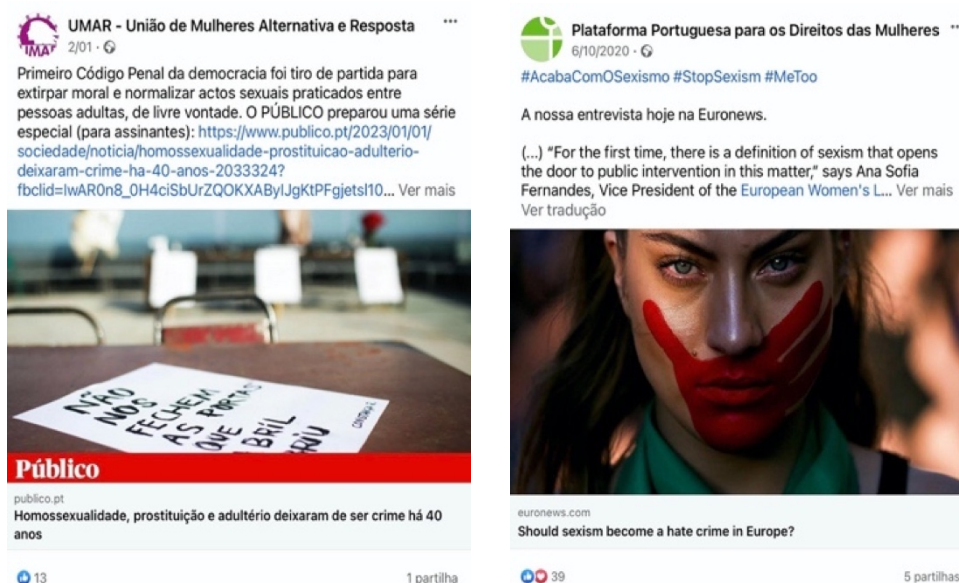 UMAR - União de Mulheres Alternativa e Resposta
2/01 ·
Primeiro Código Penal da democracia foi tiro de partida para
extirpar moral e normalizar actos sexuais praticados entre
pessoas adultas, de livre vontade. O PÚBLICO preparou uma série
especial (para assinantes): https://www.publico.pt/2023/01/01/
sociedade/noticia/homossexualidade-prostituicao-adulterio-
deixaram-crime-ha-40-anos-2033324?
fbclid=IwAR0n8_0H4ciSbUrZQOKXAByIJgKtPFgjetsl10... Ver mais
NÃO
NOS
FECHEM
AS PORTAS
QUE
ABRIL
ABRIU
Público
publico.pt
Homossexualidade, prostituição e adultério deixaram de ser crime há 40
anos
13
1 partilha
Plataforma Portuguesa para os Direitos das Mulheres
6/10/2020 ·
#AcabaComOSexismo #StopSexism #MeToo
A nossa entrevista hoje na Euronews.
(...) “For the first time, there is a definition of sexism that opens
the door to public intervention in this matter,” says Ana Sofia
Fernandes, Vice President of the European Women's L... Ver mais
Ver tradução
euronews.com
Should sexism become a hate crime in Europe?
39
5 partilhas